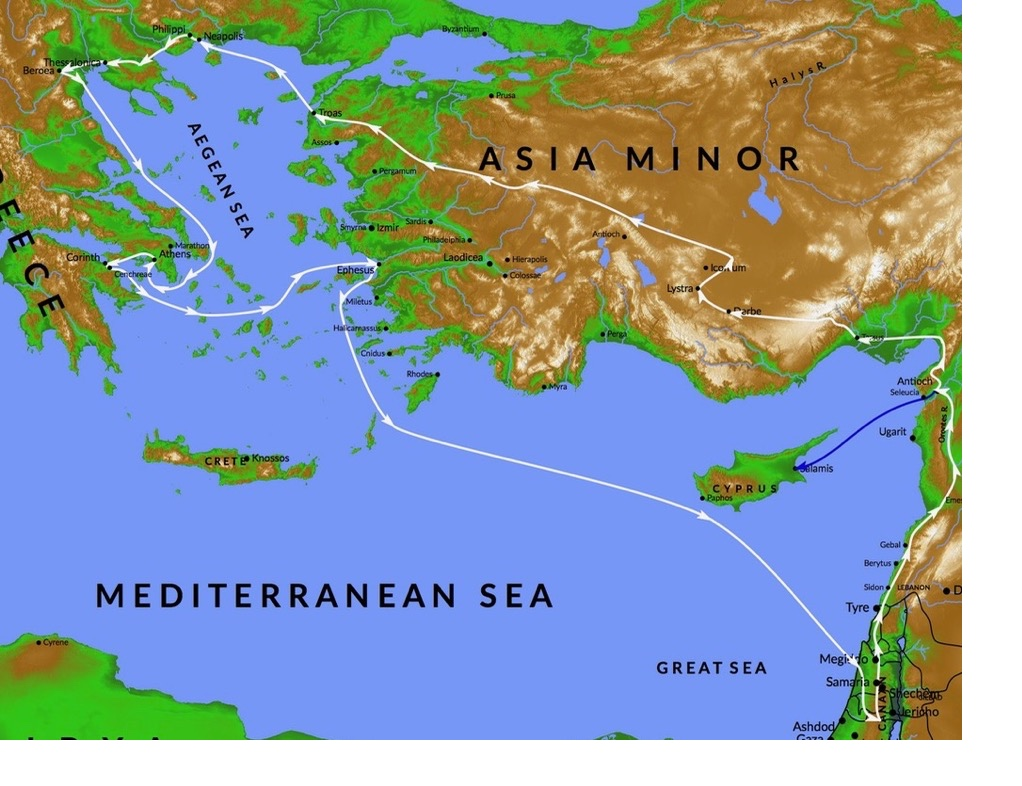 Byzantium
Philippi
Neapolis
Thessalonica
Beroea
Halys R
Prusa
Troas
Assos
ASIA MINOR
AEGEAN SEA
Pergamum
Sardis
Smyrna
Izmir
Philadelphia
Antioch
Marathon
Athens
Corinth
Cenchreae
Laodicea
Hierapolis
Colossae
Ephesus
Iconium
Lystra
Miletus
Derbe
Halicarnassus
Perga
Cnidus
Rhodes
Myra
Antioch
Seleucia
Orontes R
Ugarit
CRETE
Knossos
Salamis
CYPRUS
Paphos
Eme
Gebal
Berytus
MEDITERRANEAN SEA
Sidon
LEBANON
D
Tyre
Cyrene
GREAT SEA
Megiddo
Samaria
Shechem
CANAAN
Jericho
Ashdod
Gaza